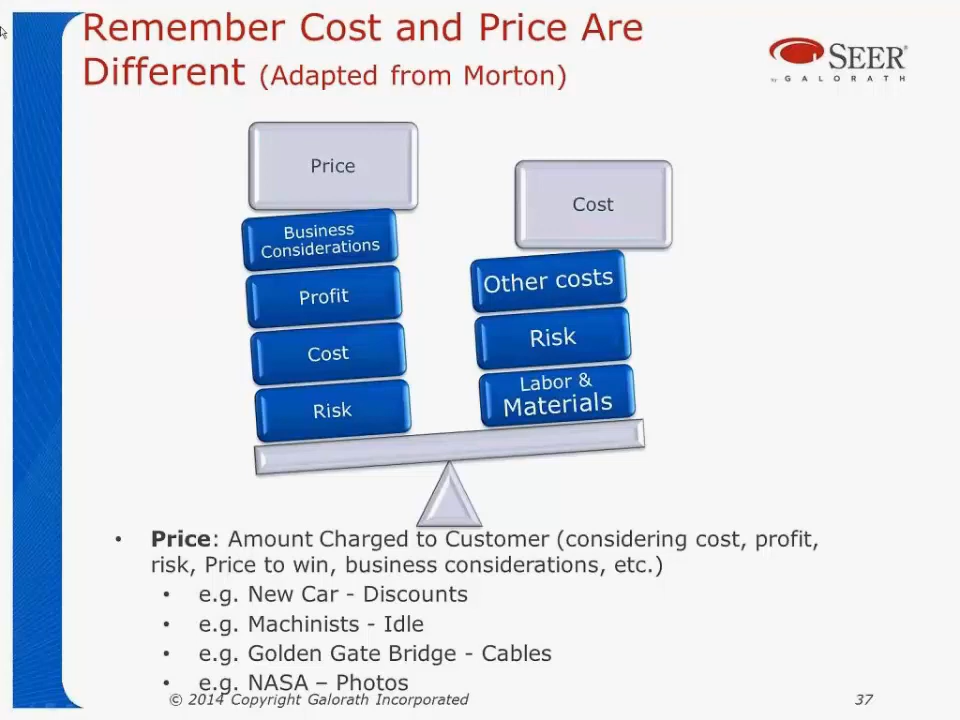 Remember Cost and Price Are
Different (Adapted from Morton)
SEER
by GALORATH
Price
Business
Considerations
Profit
Cost
Risk
Cost
Other costs
Risk
Labor &
Materials
• Price: Amount Charged to Customer (considering cost, profit,
risk, Price to win, business considerations, etc.)
• e.g. New Car - Discounts
• e.g. Machinists - Idle
• e.g. Golden Gate Bridge - Cables
• e.g. NASA – Photos
© 2014 Copyright Galorath Incorporated
37